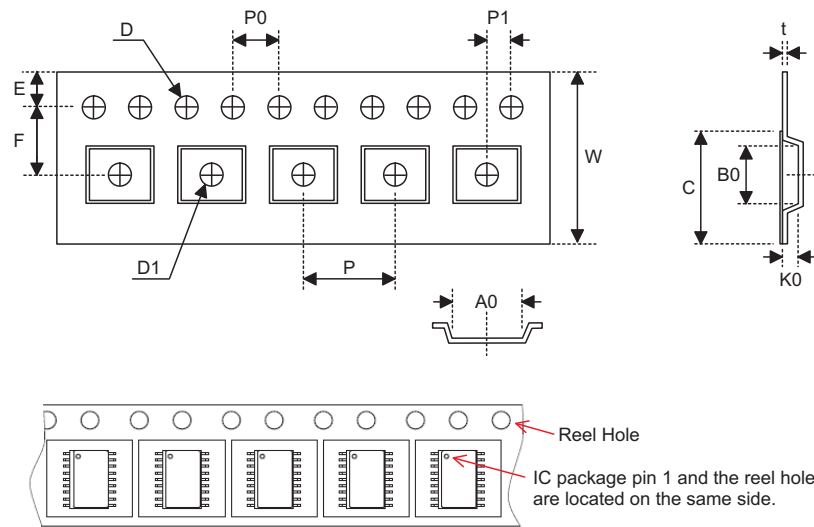 D
P0
P1
t
E
F
W
C
B0
D1
P
K0
A0
Reel Hole
IC package pin 1 and the reel hole
are located on the same side.